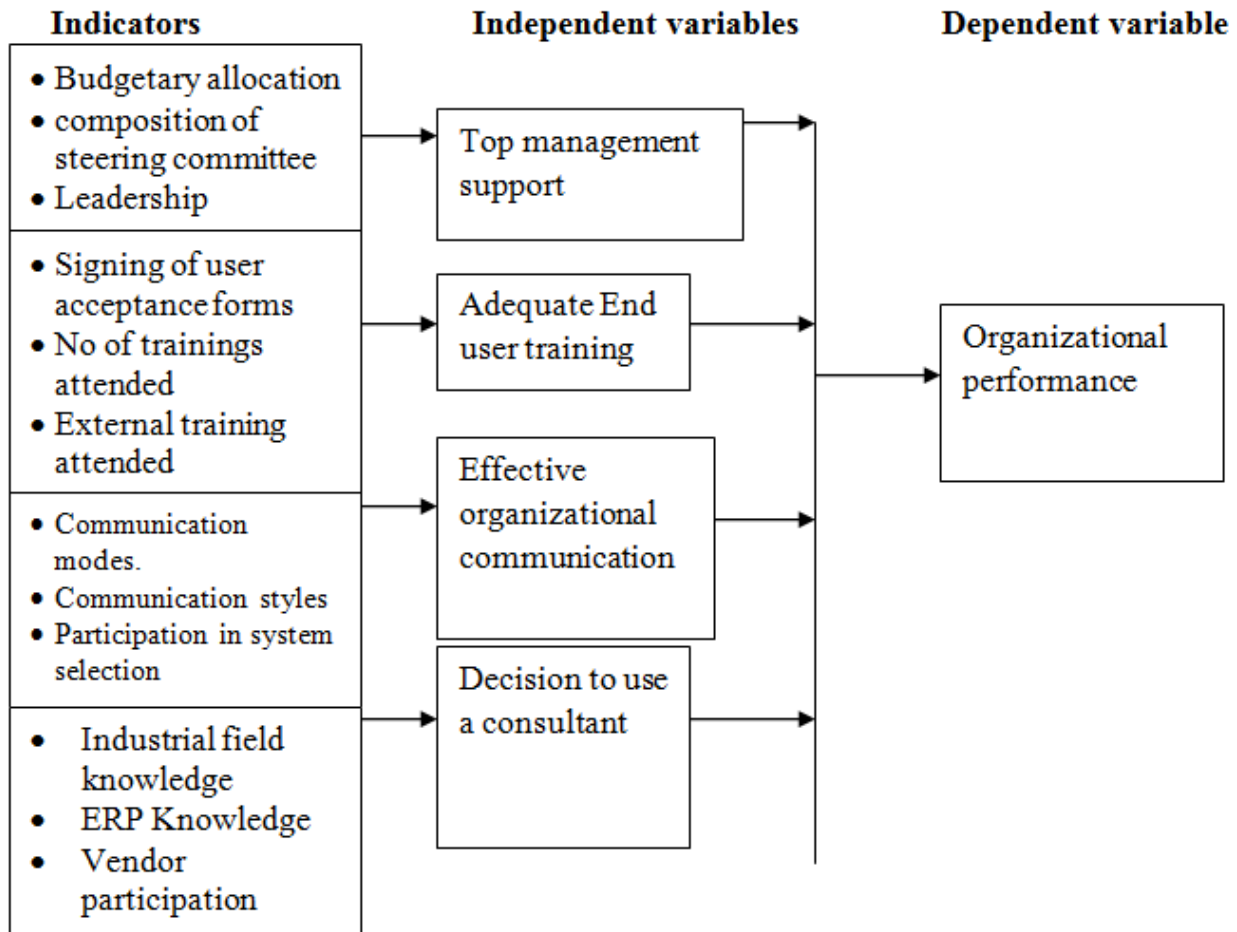 Indicators
Independent variables
Dependent variable
• Budgetary allocation
• composition of
steering committee
• Leadership
• Signing of user
acceptance forms
• No of trainings
attended
• External training
attended
• Communication
modes.
• Communication styles
• Participation in system
selection
• Industrial field
knowledge
• ERP Knowledge
• Vendor
participation
Top management
support
Adequate End
user training
Effective
organizational
communication
Decision to use
a consultant
Organizational
performance